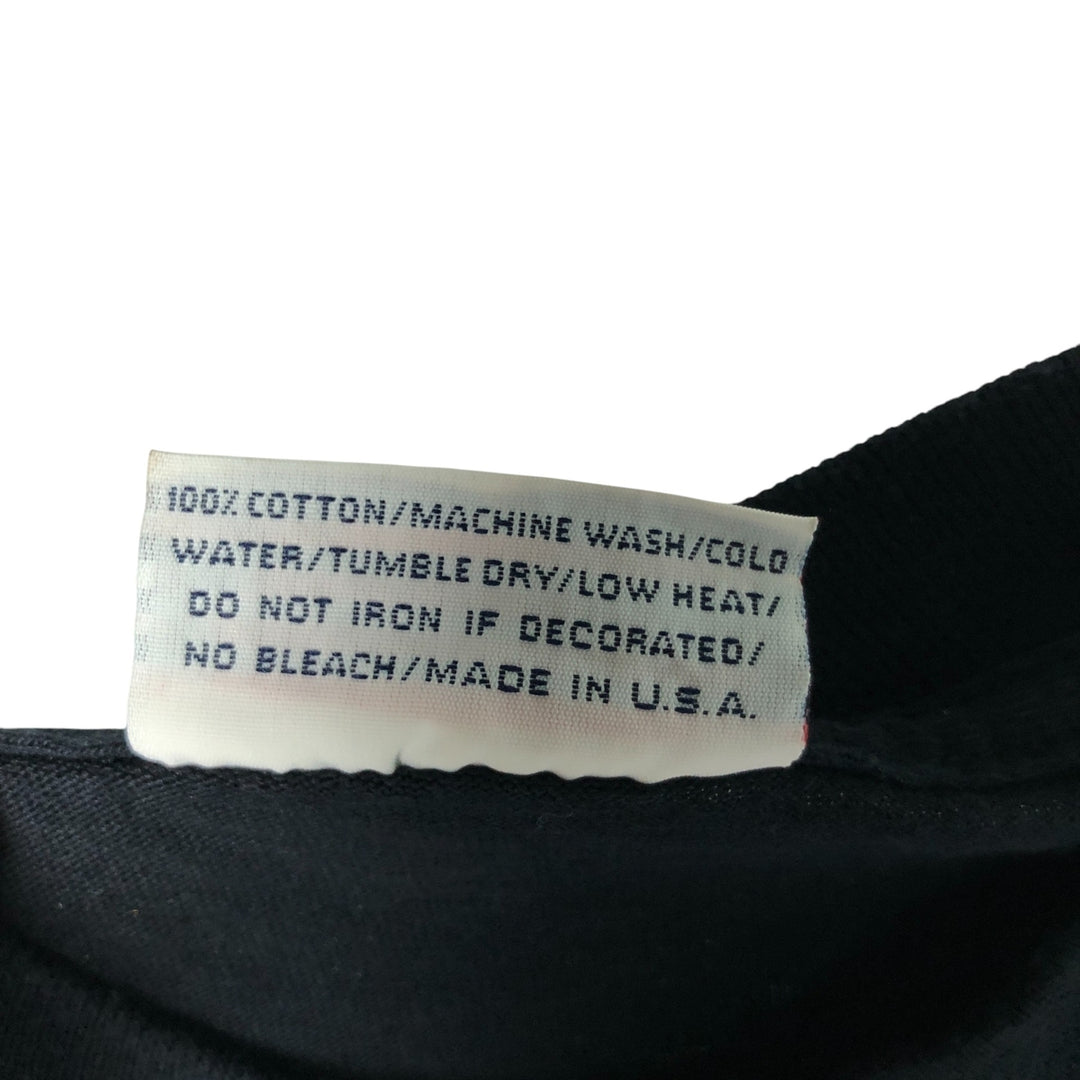 100% COTTON/MACHINE WASH/COLD
WATER/TUMBLE DRY/LOW HEAT/
DO NOT IRON IF DECORATED/
NO BLEACH/MADE IN U.S.A.